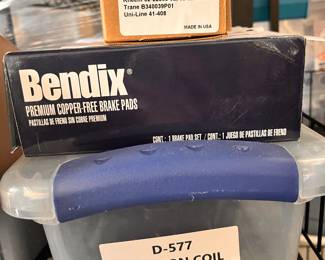 Trane B340039P01
Uni-Line 41-408
MADE IN USA
Bendix®
PREMIUM COPPER-FREE BRAKE PADS
PASTILLAS DE FRENO SIN COBRE PREMIUM
CONT.: 1 BRAKE PAD SET / CONT.: 1 JUEGO DE PASTILLAS DE FRENO
D-577
COIL